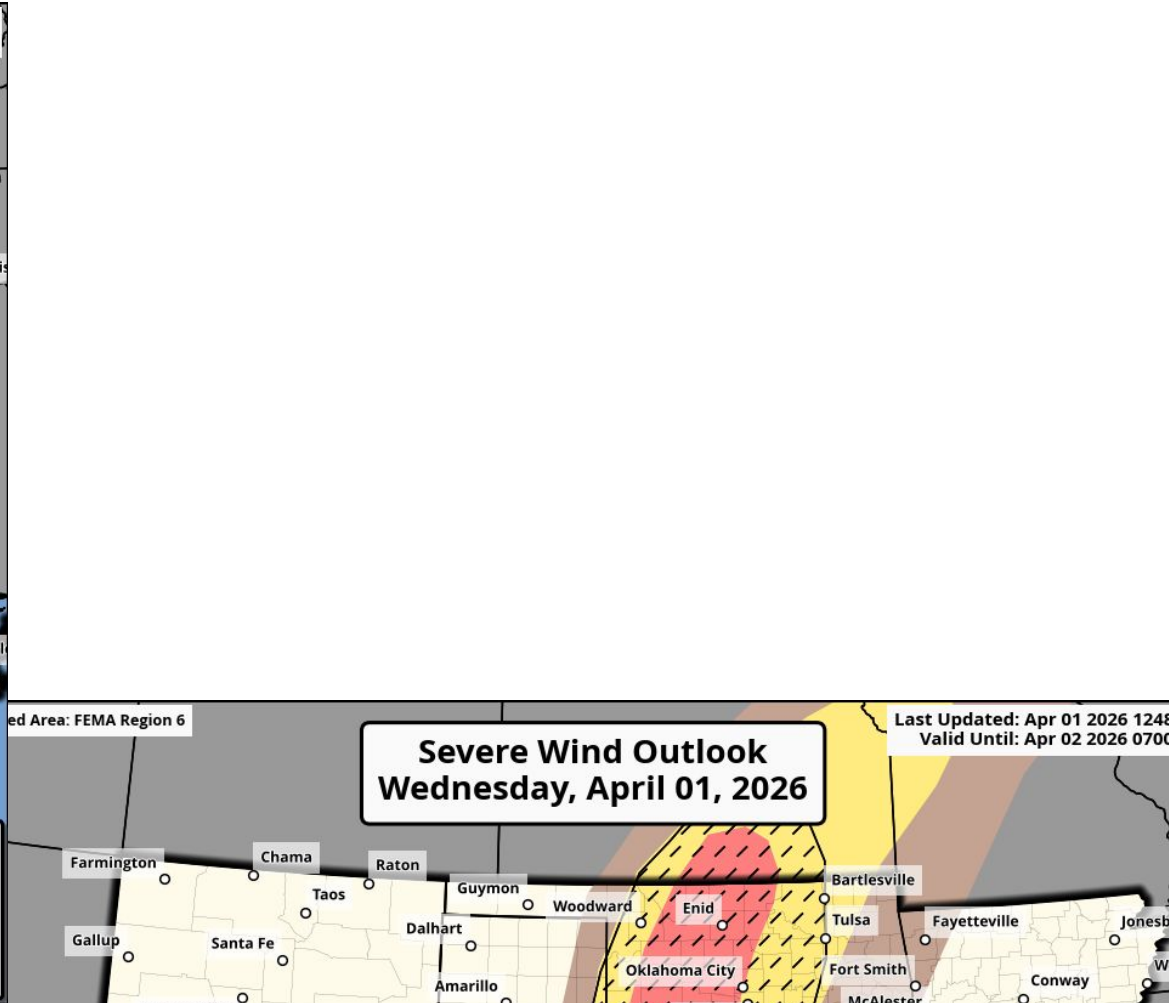 ed Area: FEMA Region 6
Severe Wind Outlook
Wednesday, April 01, 2026
Last Updated: Apr 01 2026 1248
Valid Until: Apr 02 2026 0700
Farmington
Chama
Raton
Taos
Guymon
Woodward
Enid
Bartlesville
Tulsa
Fayetteville
Jonesb
Gallup
Santa Fe
Dalhart
Amarillo
Oklahoma City
Fort Smith
McAlester
Conway
W